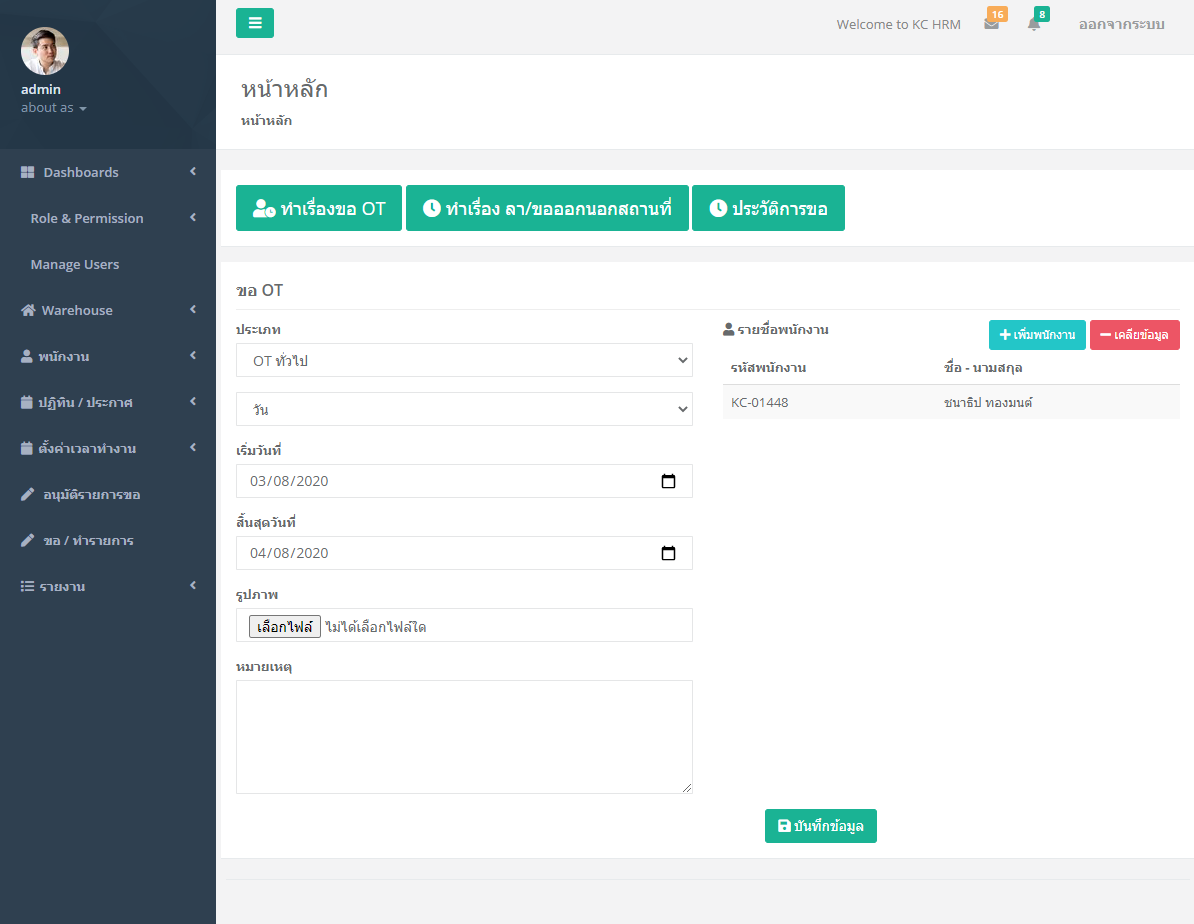 Welcome to KC HRM
16
8
ออกจากระบบ
admin
about as
Dashboards
Role & Permission
Manage Users
Warehouse
พนักงาน
ปฏิทิน / ประกาศ
ตั้งค่าเวลาทำงาน
อนุมัติรายการขอ
ขอ / ทำรายการ
รายงาน
หน้าหลัก
หน้าหลัก
ทำเรื่องขอ OT
ทำเรื่อง ลา/ขอออกนอกสถานที่
ประวัติการขอ
ขอ OT
ประเภท
OT ทั่วไป
วัน
เริ่มวันที่
03/08/2020
สิ้นสุดวันที่
04/08/2020
รูปภาพ
เลือกไฟล์ ไม่ได้เลือกไฟล์ใด
หมายเหตุ
รายชื่อพนักงาน
เพิ่มพนักงาน
เคลียข้อมูล
รหัสพนักงาน ชื่อ - นามสกุล
KC-01448 ชนาธิป ทองมนต์
บันทึกข้อมูล